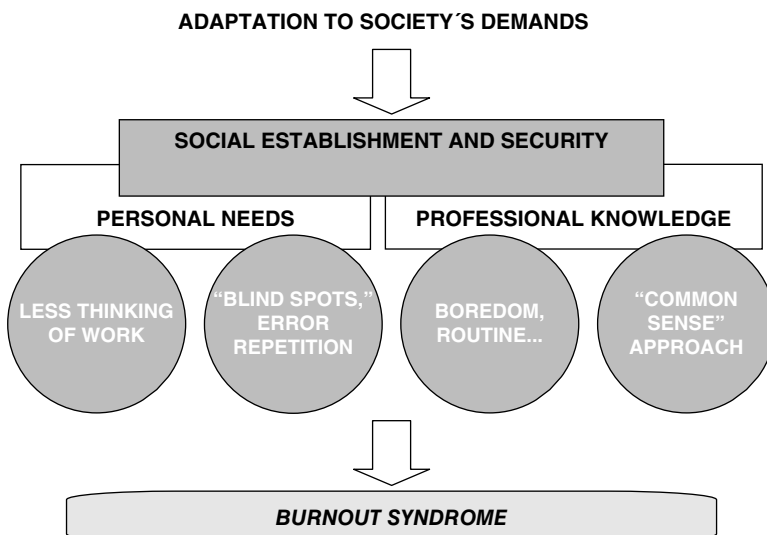 ADAPTATION TO SOCIETY´S DEMANDS
SOCIAL ESTABLISHMENT AND SECURITY
PERSONAL NEEDS
PROFESSIONAL KNOWLEDGE
LESS THINKING
OF WORK
“BLIND SPOTS,”
ERROR
REPETITION
BOREDOM,
ROUTINE...
“COMMON
SENSE”
APPROACH
BURNOUT SYNDROME